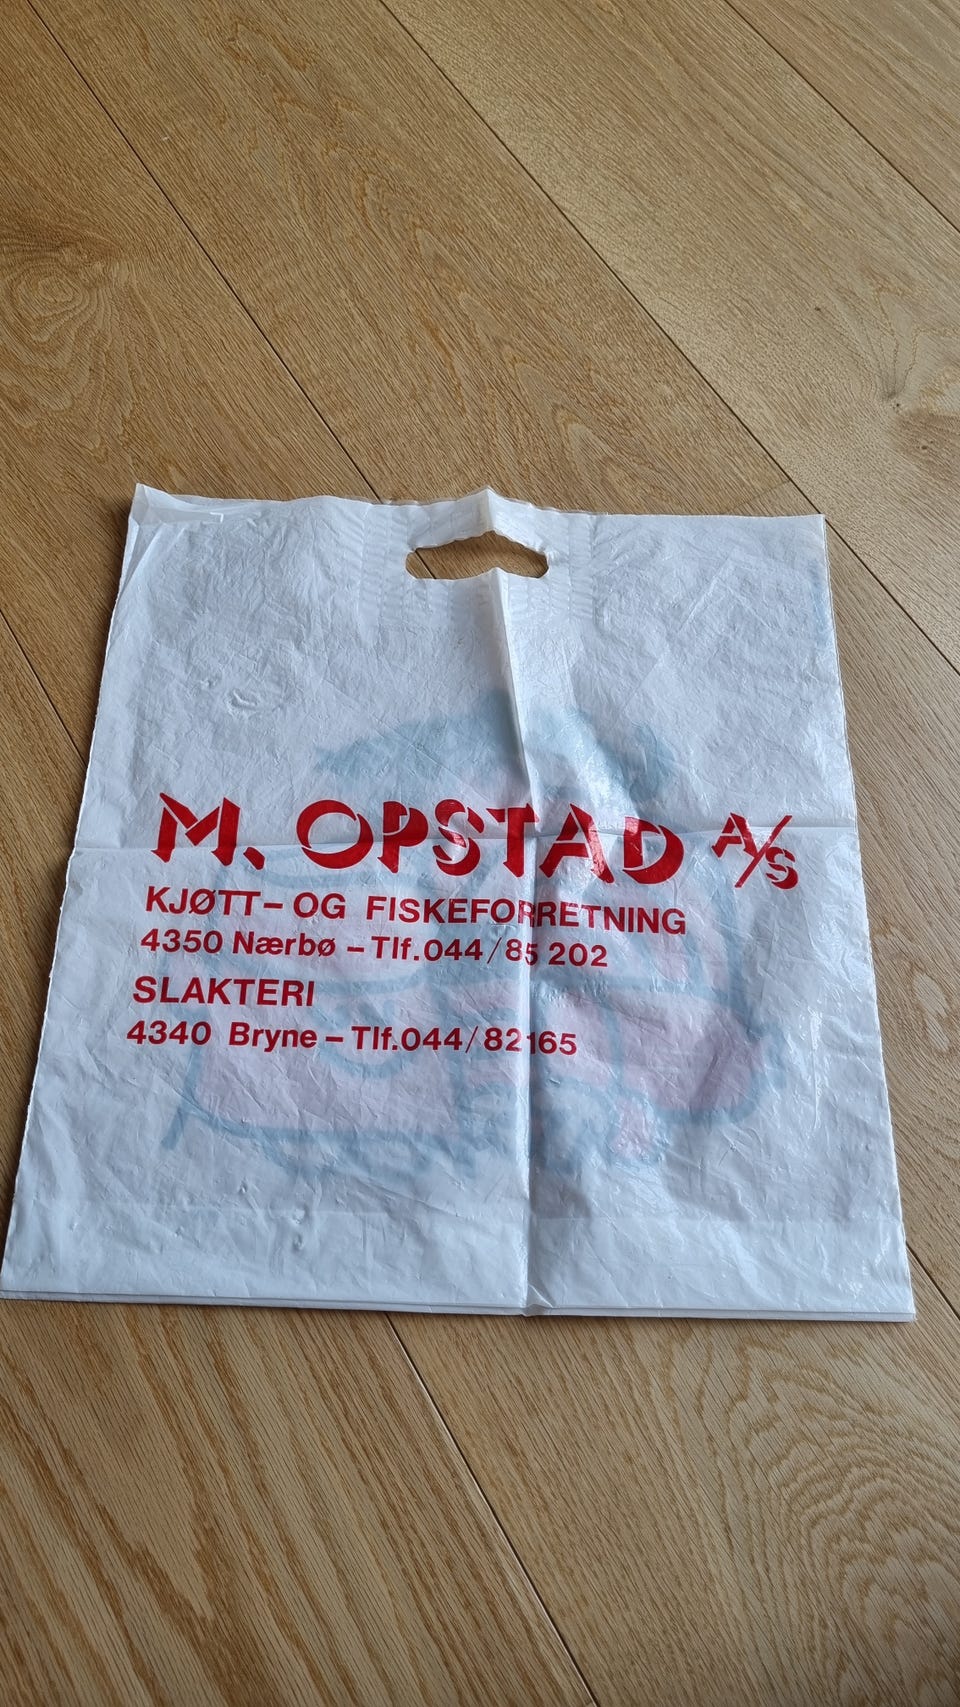 M. OPSTAD A/S
KJØTT- OG FISKEFORRETNING
4350 Nærbø - Tlf.044/85 202
SLAKTERI
4340 Bryne - Tlf.044/82165